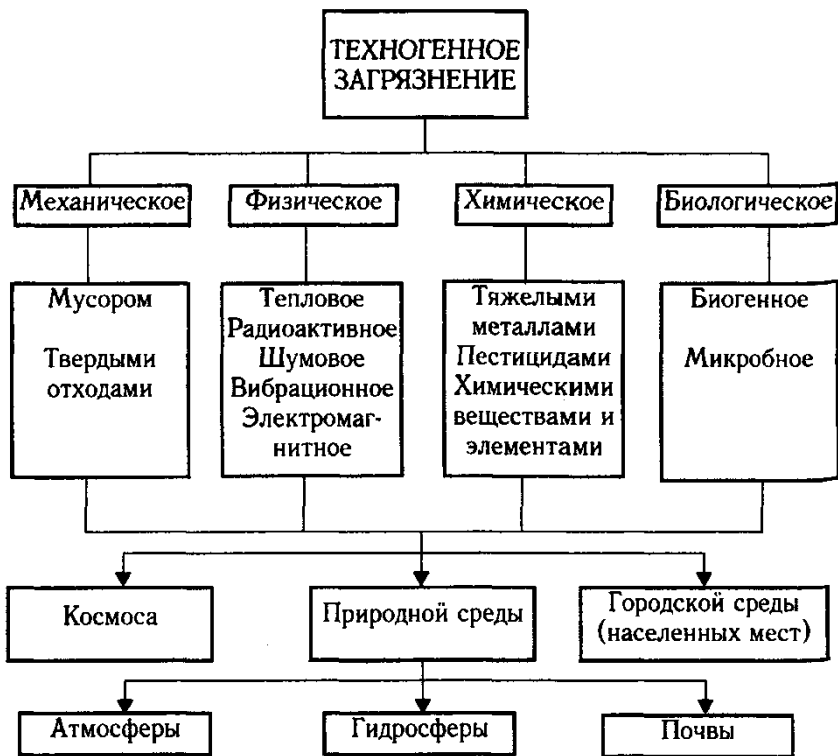 ТЕХНОГЕННОЕ
ЗАГРЯЗНЕНИЕ
Механическое
Физическое
Химическое
Биологическое
Мусором
Твердыми
отходами
Тепловое
Радиоактивное
Шумовое
Вибрационное
Электромаг-
нитное
Тяжелыми
металлами
Пестицидами
Химическими
веществами и
элементами
Биогенное
Микробное
Космоса
Природной среды
Городской среды
(населенных мест)
Атмосферы
Гидросферы
Почвы